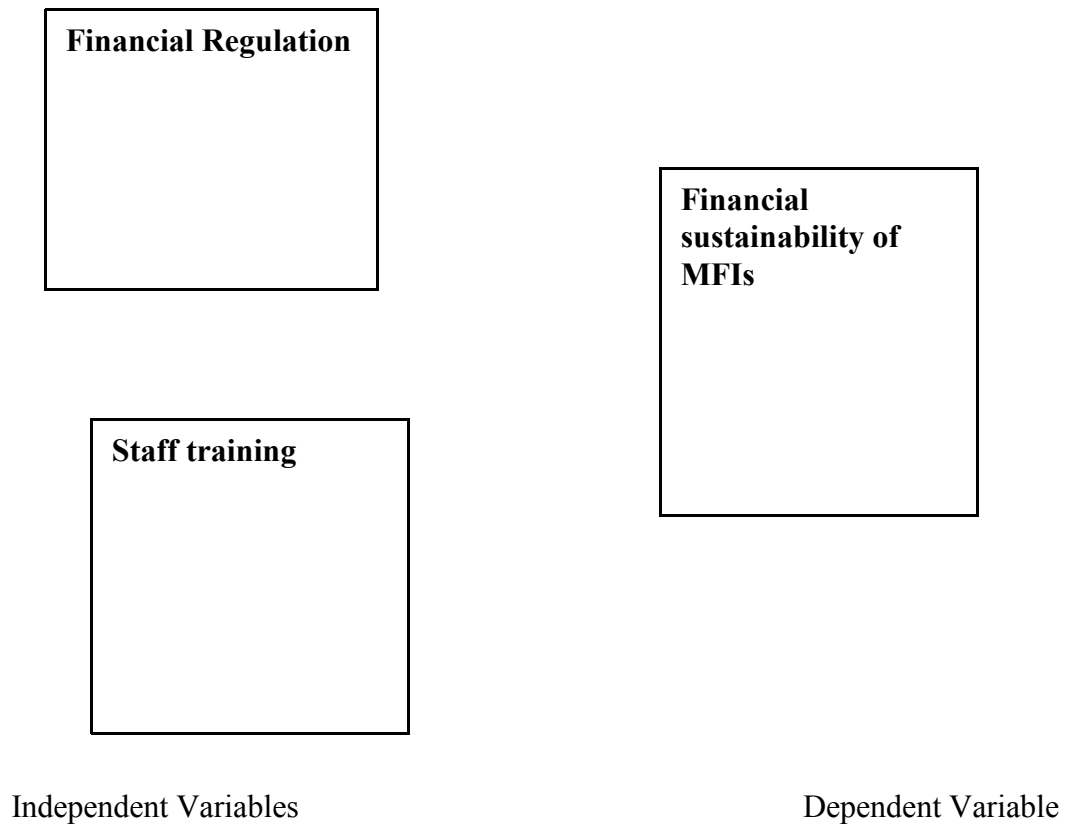 Financial Regulation
Financial
sustainability of
MFIs
Staff training
Independent Variables
Dependent Variable